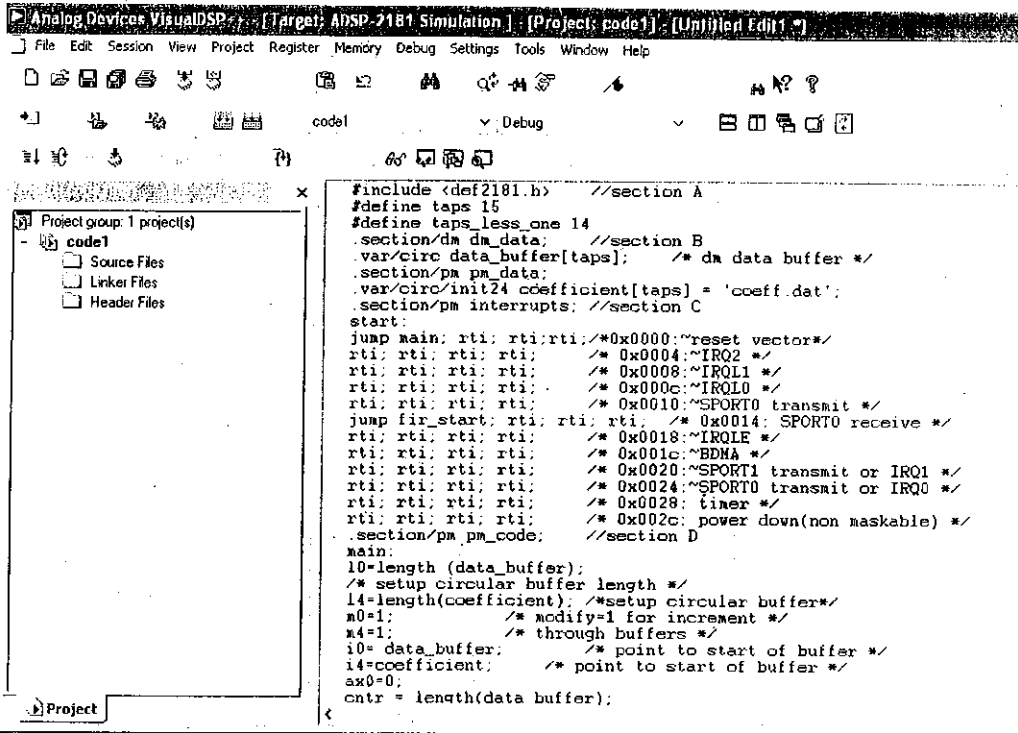 Analog Devices VisualDSP++ - [Target: ADSP-2181 Simulation ] - [Project: code1] - [Untitled Edit1 *]
File Edit Session View Project Register Memory Debug Settings Tools Window Help
code1 Debug
Project group: 1 project(s)
code1
Source Files
Linker Files
Header Files
Project
#include <def2181.h> //section A
#define taps 15
#define taps_less_one 14
.section/dm dm_data; //section B
.var/circ data_buffer[taps]; /* dm data buffer */
.section/pm pm_data;
.var/circ/init24 coefficient[taps] = 'coeff.dat';
.section/pm interrupts; //section C
start:
jump main; rti; rti;rti;/*0x0000:~reset vector*/
rti; rti; rti; rti; /* 0x0004:~IRQ2 */
rti; rti; rti; rti; /* 0x0008:~IRQL1 */
rti; rti; rti; rti; /* 0x000c:~IRQL0 */
rti; rti; rti; rti; /* 0x0010:~SPORT0 transmit */
jump fir_start; rti; rti; rti; /* 0x0014: SPORT0 receive */
rti; rti; rti; rti; /* 0x0018:~IRQLE */
rti; rti; rti; rti; /* 0x001c:~BDMA */
rti; rti; rti; rti; /* 0x0020:~SPORT1 transmit or IRQ1 */
rti; rti; rti; rti; /* 0x0024:~SPORT0 transmit or IRQ0 */
rti; rti; rti; rti; /* 0x0028: timer */
rti; rti; rti; rti; /* 0x002c: power down(non maskable) */
.section/pm pm_code; //section D
main:
l0=length (data_buffer);
/* setup circular buffer length */
l4=length(coefficient); /*setup circular buffer*/
m0=1; /* modify=1 for increment */
m4=1; /* through buffers */
i0= data_buffer; /* point to start of buffer */
i4=coefficient; /* point to start of buffer */
ax0=0;
cntr = length(data_buffer);